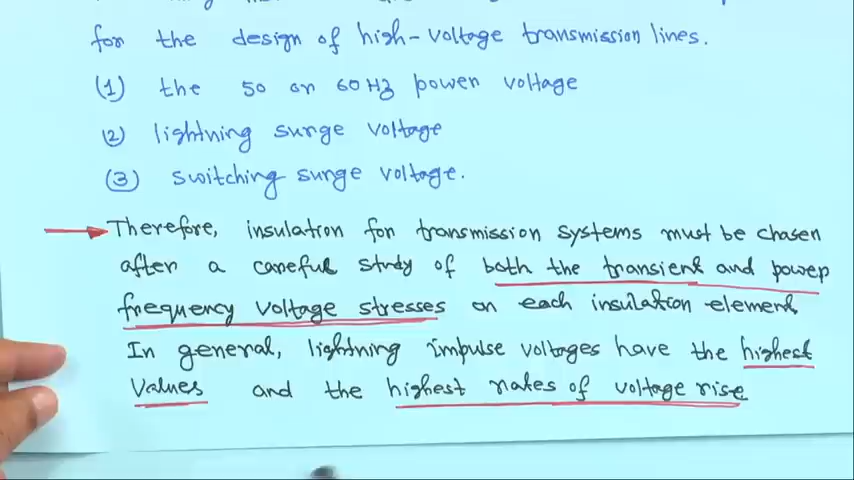 for the design of high-voltage transmission lines.
(1) the 50 or 60 Hz power voltage
(2) lightning surge voltage
(3) switching surge voltage.
Therefore, insulation for transmission systems must be chosen
after a careful study of both the transient and power
frequency voltage stresses on each insulation element
In general, lightning impulse voltages have the highest
values and the highest rates of voltage rise